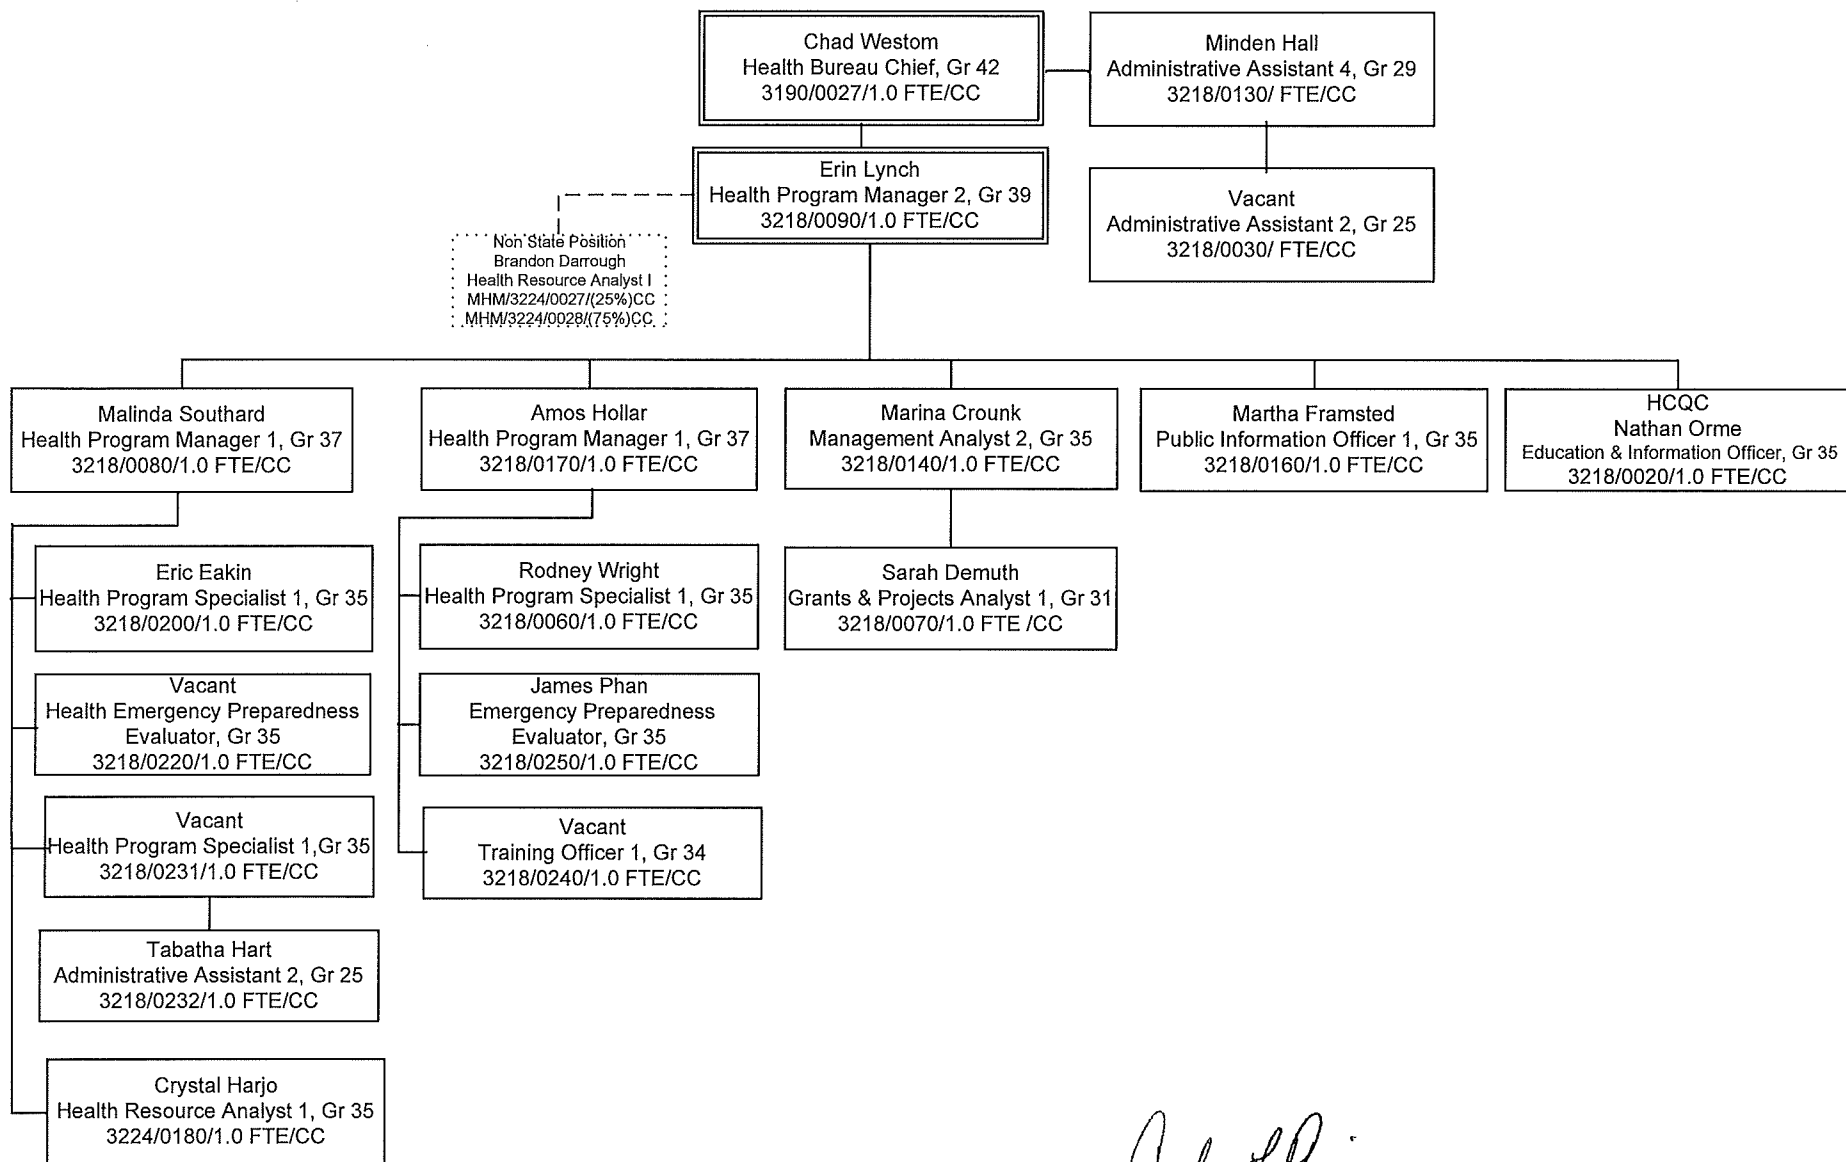 Chad Westom
Health Bureau Chief, Gr 42
3190/0027/1.0 FTE/CC
Minden Hall
Administrative Assistant 4, Gr 29
3218/0130/ FTE/CC
Erin Lynch
Health Program Manager 2, Gr 39
3218/0090/1.0 FTE/CC
Vacant
Administrative Assistant 2, Gr 25
3218/0030/ FTE/CC
Non State Position
Brandon Darrough
Health Resource Analyst I
MHM/3224/0027/(25%)CC
MHM/3224/0028/(75%)CC
Malinda Southard
Health Program Manager 1, Gr 37
3218/0080/1.0 FTE/CC
Amos Hollar
Health Program Manager 1, Gr 37
3218/0170/1.0 FTE/CC
Marina Crounk
Management Analyst 2, Gr 35
3218/0140/1.0 FTE/CC
Martha Framsted
Public Information Officer 1, Gr 35
3218/0160/1.0 FTE/CC
HCQC
Nathan Orme
Education & Information Officer, Gr 35
3218/0020/1.0 FTE/CC
Eric Eakin
Health Program Specialist 1, Gr 35
3218/0200/1.0 FTE/CC
Rodney Wright
Health Program Specialist 1, Gr 35
3218/0060/1.0 FTE/CC
Sarah Demuth
Grants & Projects Analyst 1, Gr 31
3218/0070/1.0 FTE /CC
Vacant
Health Emergency Preparedness
Evaluator, Gr 35
3218/0220/1.0 FTE/CC
James Phan
Emergency Preparedness
Evaluator, Gr 35
3218/0250/1.0 FTE/CC
Vacant
Health Program Specialist 1,Gr 35
3218/0231/1.0 FTE/CC
Vacant
Training Officer 1, Gr 34
3218/0240/1.0 FTE/CC
Tabatha Hart
Administrative Assistant 2, Gr 25
3218/0232/1.0 FTE/CC
Crystal Harjo
Health Resource Analyst 1, Gr 35
3224/0180/1.0 FTE/CC